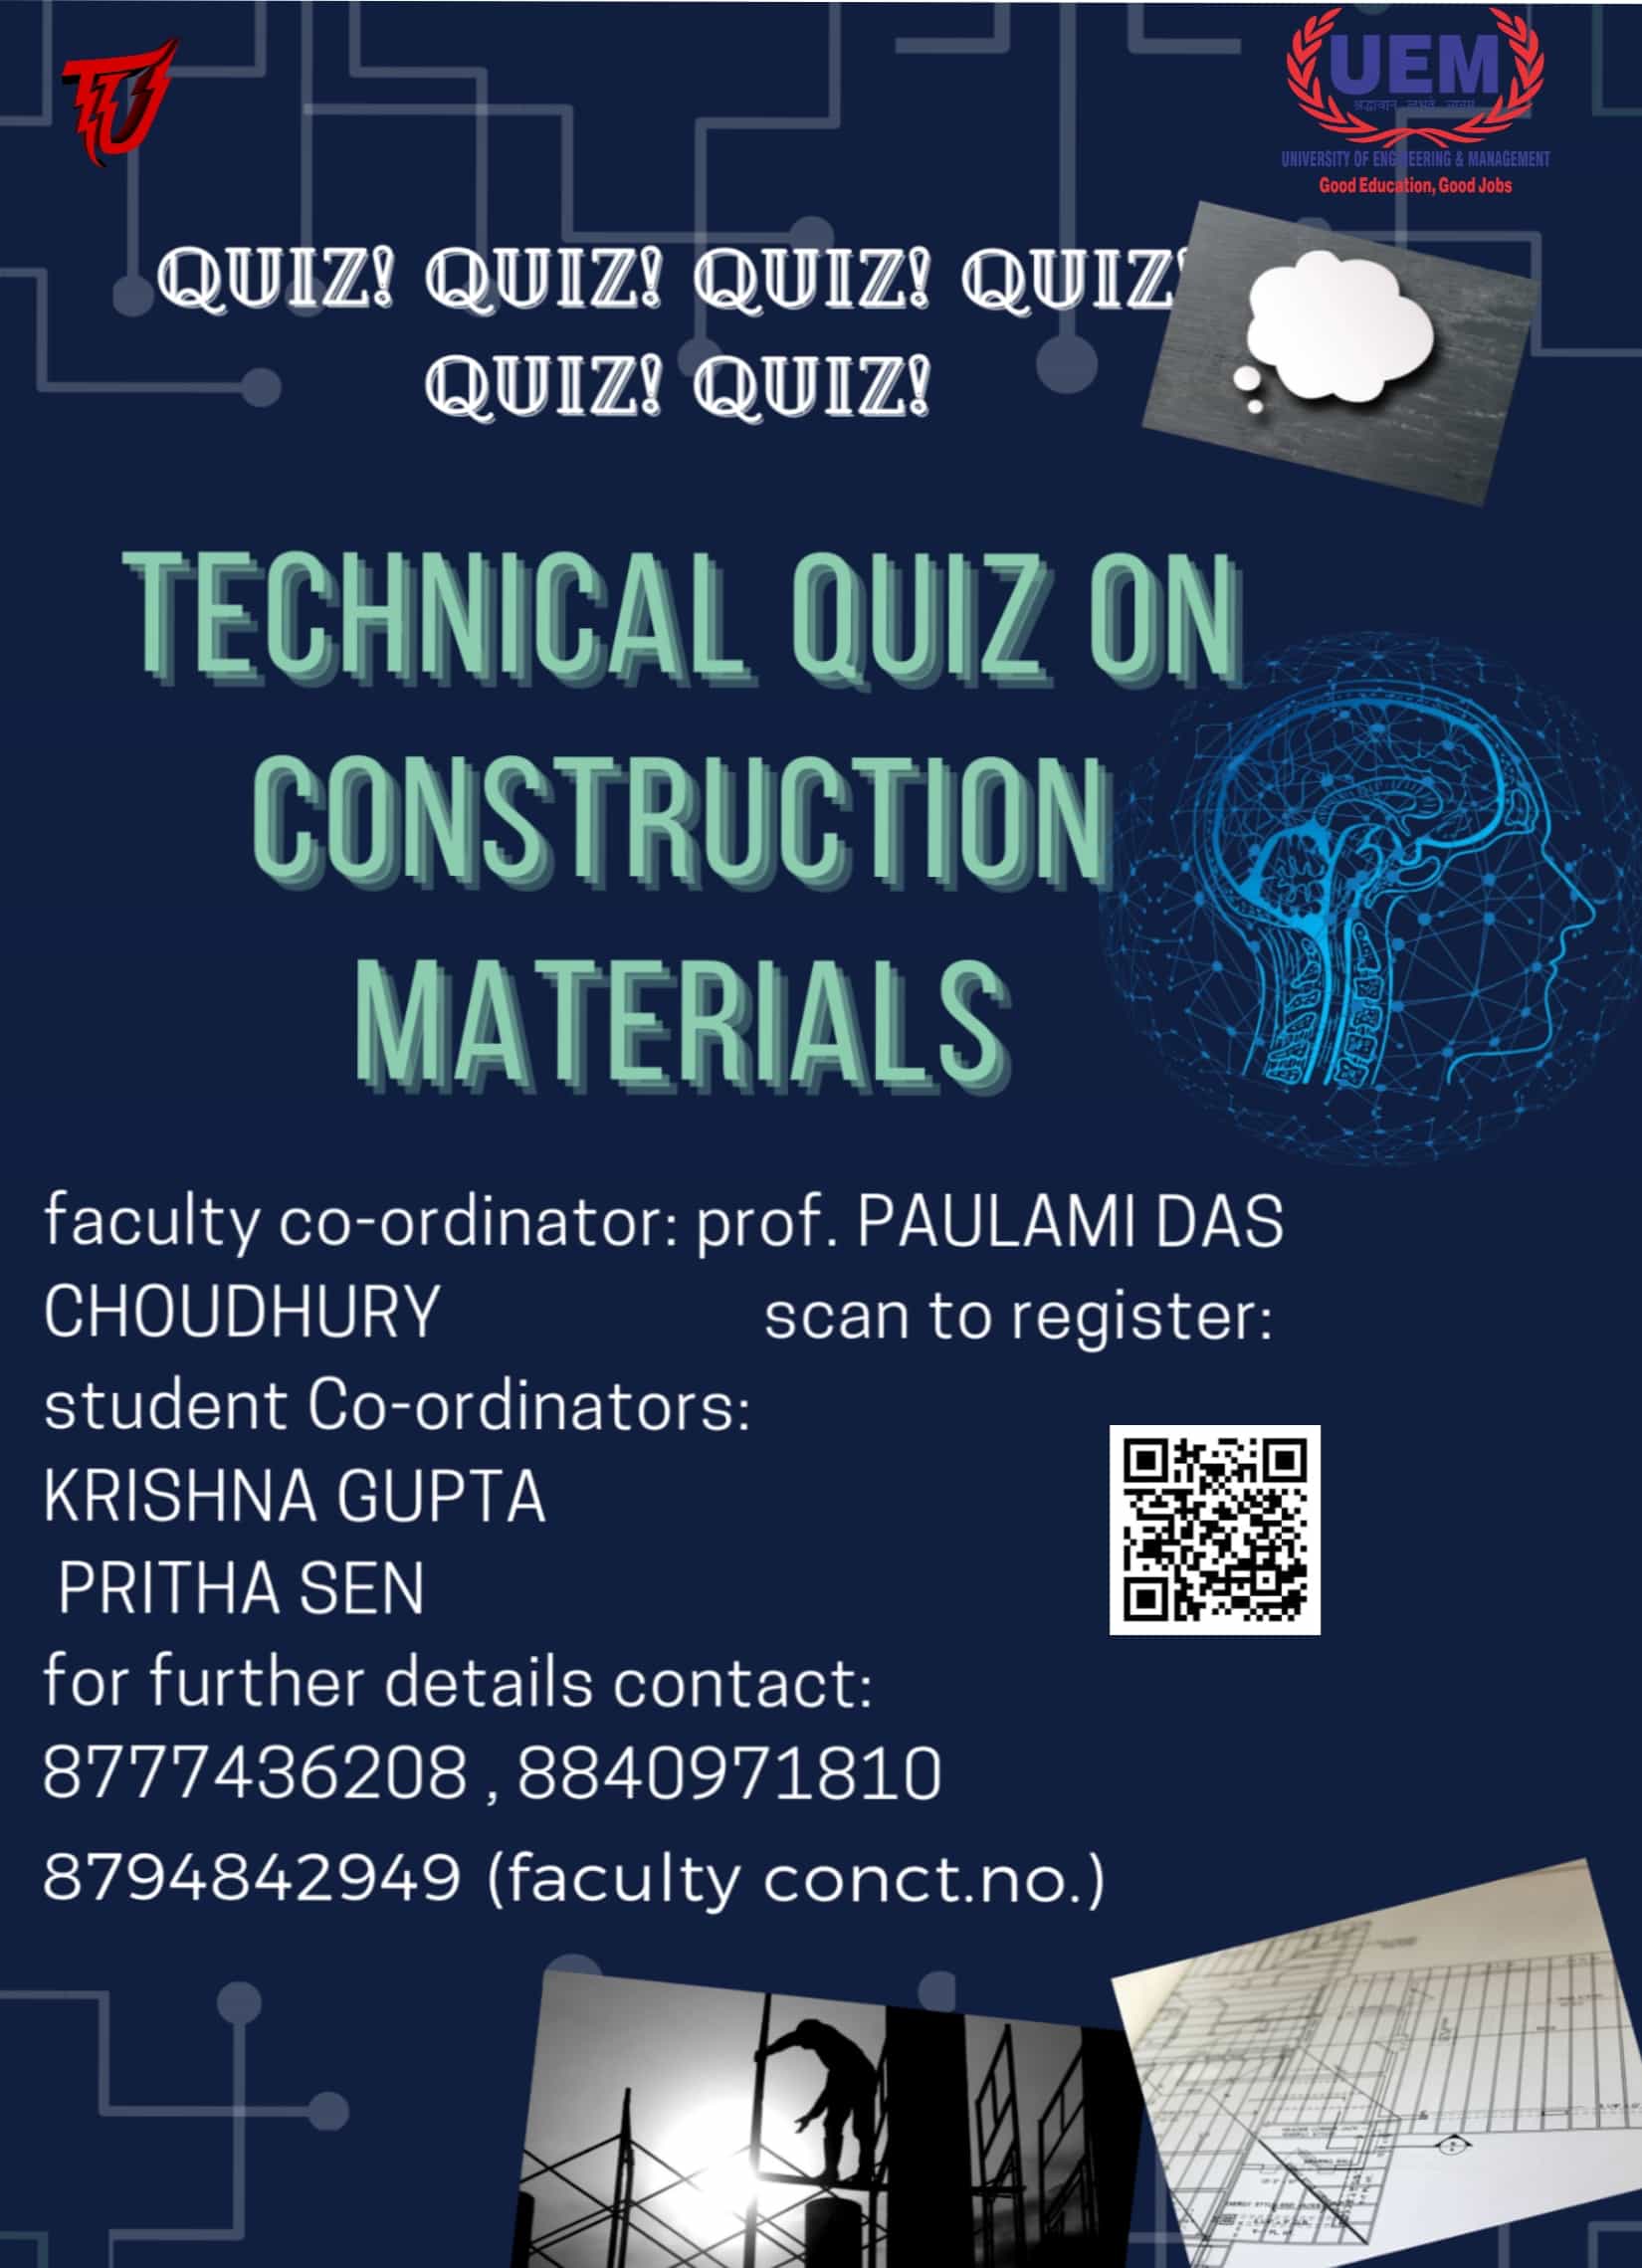 TU
UEM
UNIVERSITY OF ENGINEERING & MANAGEMENT
Good Education, Good Jobs
QUIZ! QUIZ! QUIZ! QUIZ!
QUIZ! QUIZ!
TECHNICAL QUIZ ON
CONSTRUCTION
MATERIALS
faculty co-ordinator: prof. PAULAMI DAS
CHOUDHURY
scan to register:
student Co-ordinators:
KRISHNA GUPTA
PRITHA SEN
for further details contact:
8777436208 , 8840971810
8794842949 (faculty conct.no.)